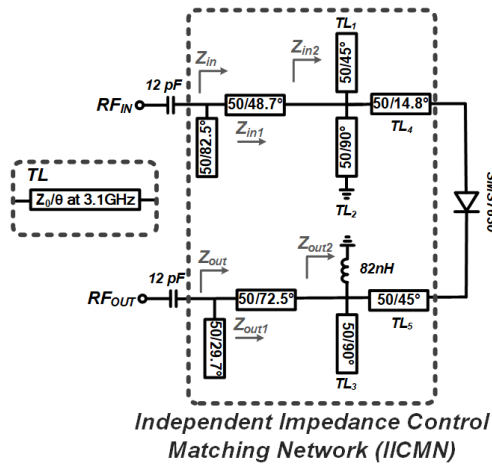 TL1
Zin
Zin2
12 pF
50/45°
RFIN
50/48.7°
50/14.8°
50/82.5°
Zin1
50/90°
TL4
TL
Z0/θ at 3.1GHz
TL2
Zout
Zout2
82nH
12 pF
RFOUT
50/72.5°
50/45°
50/29.7°
Zout1
50/90°
TL5
TL3
Independent Impedance Control
Matching Network (IICMN)